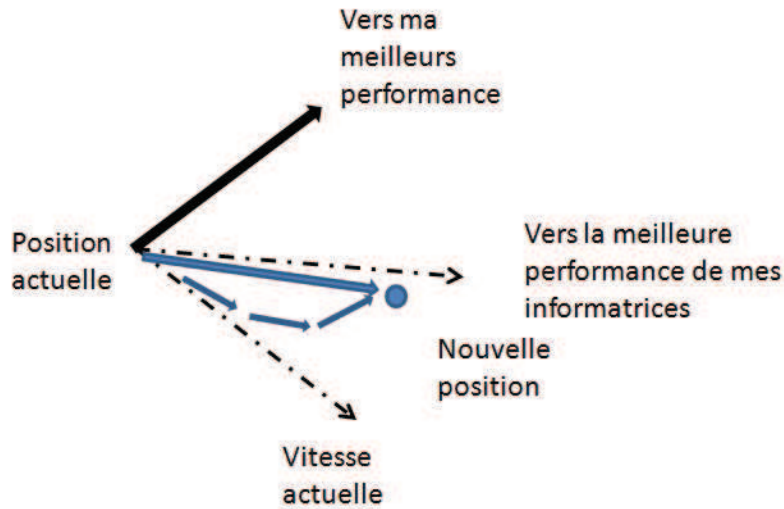 Vers ma
meilleurs
performance
Position
actuelle
Vers la meilleure
performance de mes
informatrices
Nouvelle
position
Vitesse
actuelle